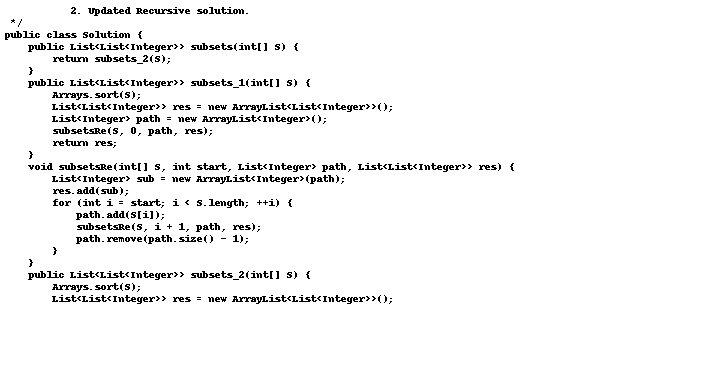 2. Updated Recursive solution.
 */
public class Solution {
    public List<List<Integer>> subsets(int[] S) {
        return subsets_2(S);
    }
    public List<List<Integer>> subsets_1(int[] S) {
        Arrays.sort(S);
        List<List<Integer>> res = new ArrayList<List<Integer>>();
        List<Integer> path = new ArrayList<Integer>();
        subsetsRe(S, 0, path, res);
        return res;
    }
    void subsetsRe(int[] S, int start, List<Integer> path, List<List<Integer>> res) {
        List<Integer> sub = new ArrayList<Integer>(path);
        res.add(sub);
        for (int i = start; i < S.length; ++i) {
            path.add(S[i]);
            subsetsRe(S, i + 1, path, res);
            path.remove(path.size() - 1);
        }
    }
    public List<List<Integer>> subsets_2(int[] S) {
        Arrays.sort(S);
        List<List<Integer>> res = new ArrayList<List<Integer>>();